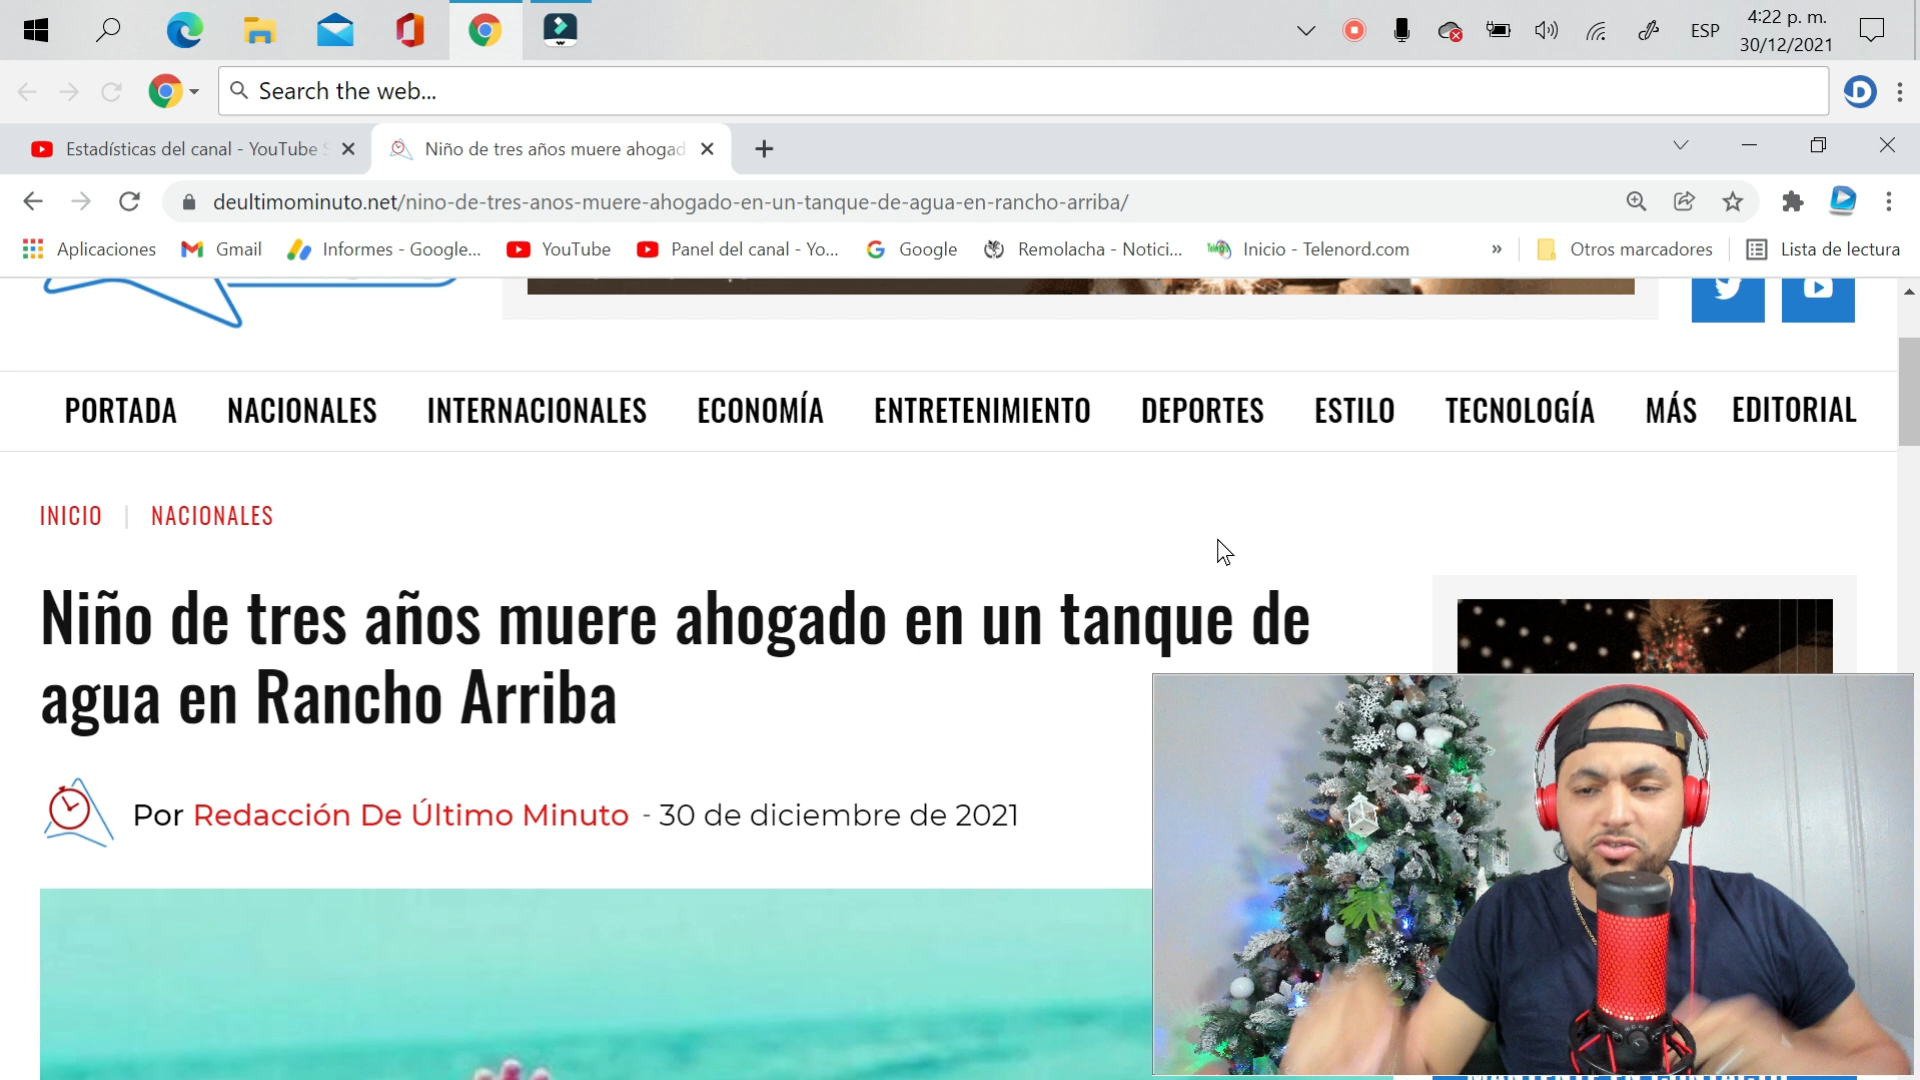 4:22 p. m.
ESP
30/12/2021
Search the web...
Estadísticas del canal - YouTube S
Niño de tres años muere ahogad
deultimominuto.net/nino-de-tres-anos-muere-ahogado-en-un-tanque-de-agua-en-rancho-arriba/
Aplicaciones
Gmail
Informes - Google...
YouTube
Panel del canal - Yo...
Google
Remolacha - Notici...
Inicio - Telenord.com
»
Otros marcadores
Lista de lectura
PORTADA NACIONALES INTERNACIONALES ECONOMÍA ENTRETENIMIENTO DEPORTES ESTILO TECNOLOGÍA MÁS EDITORIAL
INICIO | NACIONALES
Niño de tres años muere ahogado en un tanque de
agua en Rancho Arriba
Por Redacción De Último Minuto - 30 de diciembre de 2021